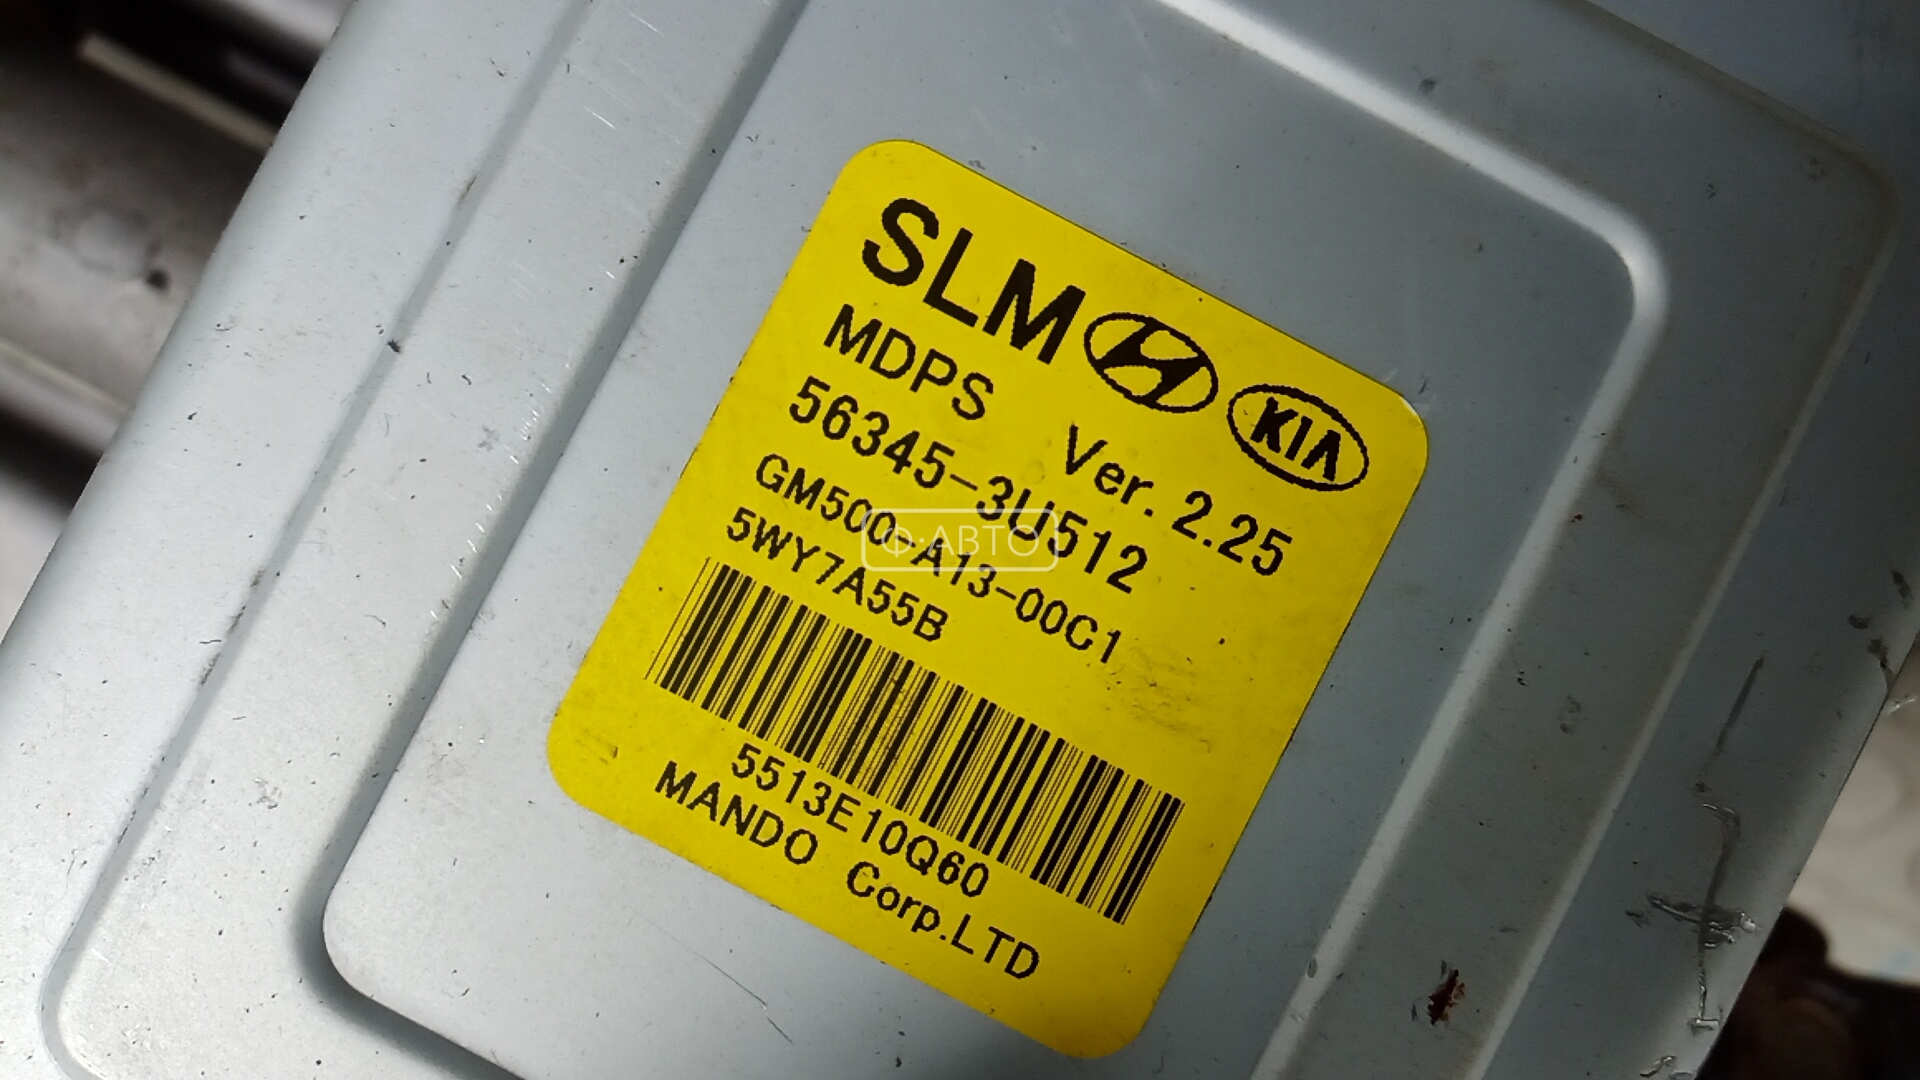 SLM H KIA
MDPS Ver. 2.25
56345-3U512
GM500-A13-00C1
5WY7A55B
5513E10Q60
MANDO Corp.LTD
Ф·АВТО